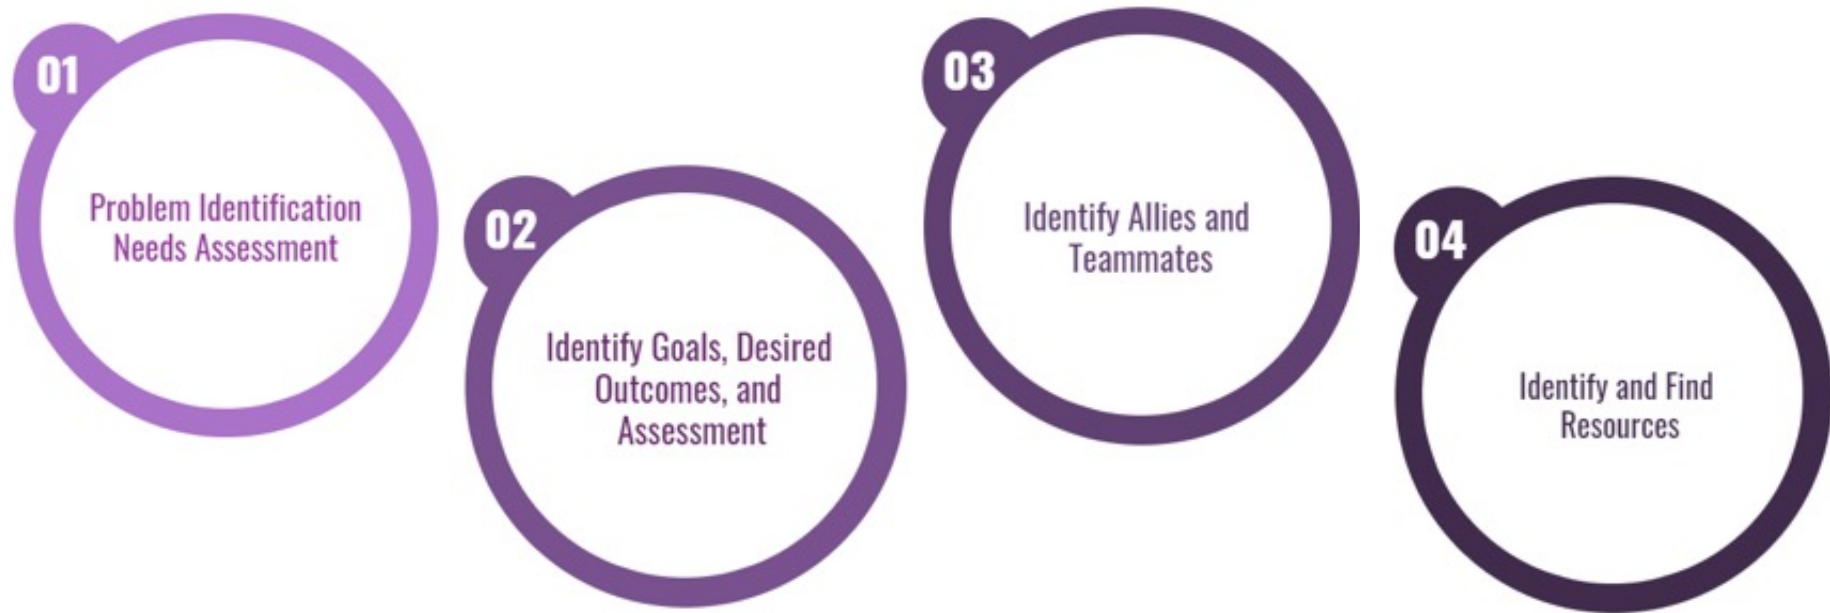 01
Problem Identification
Needs Assessment
02
Identify Goals, Desired
Outcomes, and
Assessment
03
Identify Allies and
Teammates
04
Identify and Find
Resources